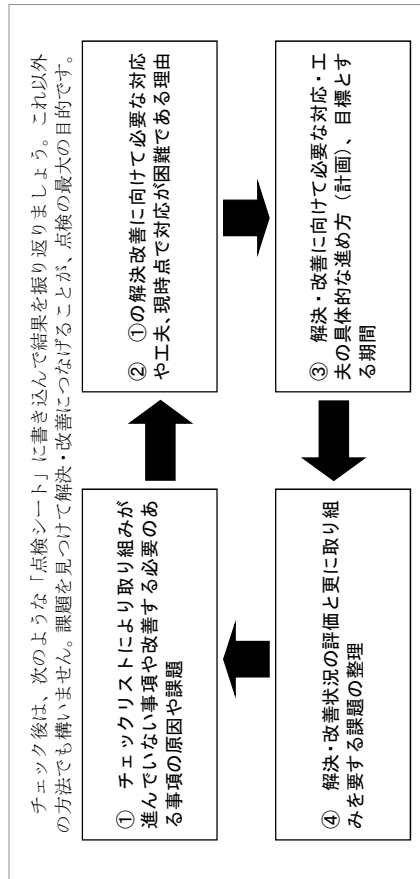 チェック後は、次のような「点検シート」に書き込んで結果を振り返りましょう。これ以外
の方法でも構いません。課題を見つけて解決・改善につなげることが、点検の最大の目的です。
① チェックリストにより取り組みが
進んでいない事項や改善する必要のあ
る事項の原因や課題
② ①の解決改善に向けて必要な対応
や工夫、現時点で対応が困難である理由
③ 解決・改善に向けて必要な対応・工
夫の具体的な進め方（計画）、目標とす
る期間
④ 解決・改善状況の評価と更に取り組
みを要する課題の整理